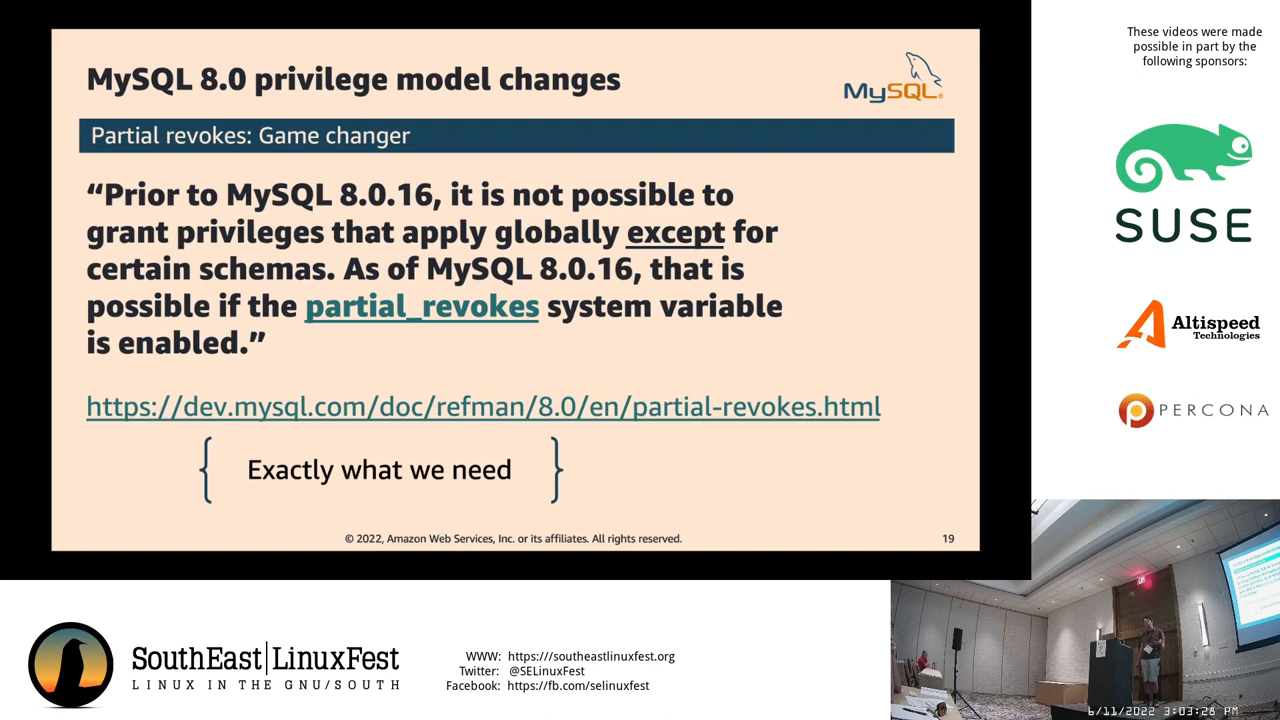 MySQL 8.0 privilege model changes
MySQL®
Partial revokes: Game changer
“Prior to MySQL 8.0.16, it is not possible to
grant privileges that apply globally except for
certain schemas. As of MySQL 8.0.16, that is
possible if the partial_revokes system variable
is enabled.”
https://dev.mysql.com/doc/refman/8.0/en/partial-revokes.html
{ Exactly what we need }
© 2022, Amazon Web Services, Inc. or its affiliates. All rights reserved.
19
These videos were made
possible in part by the
following sponsors:
SUSE
Altispeed
Technologies
PERCONA
SouthEast|LinuxFest
LINUX IN THE GNU/SOUTH
WWW: https:///southeastlinuxfest.org
Twitter: @SELinuxFest
Facebook: https://fb.com/selinuxfest
6/11/2022 3:03:28 PM